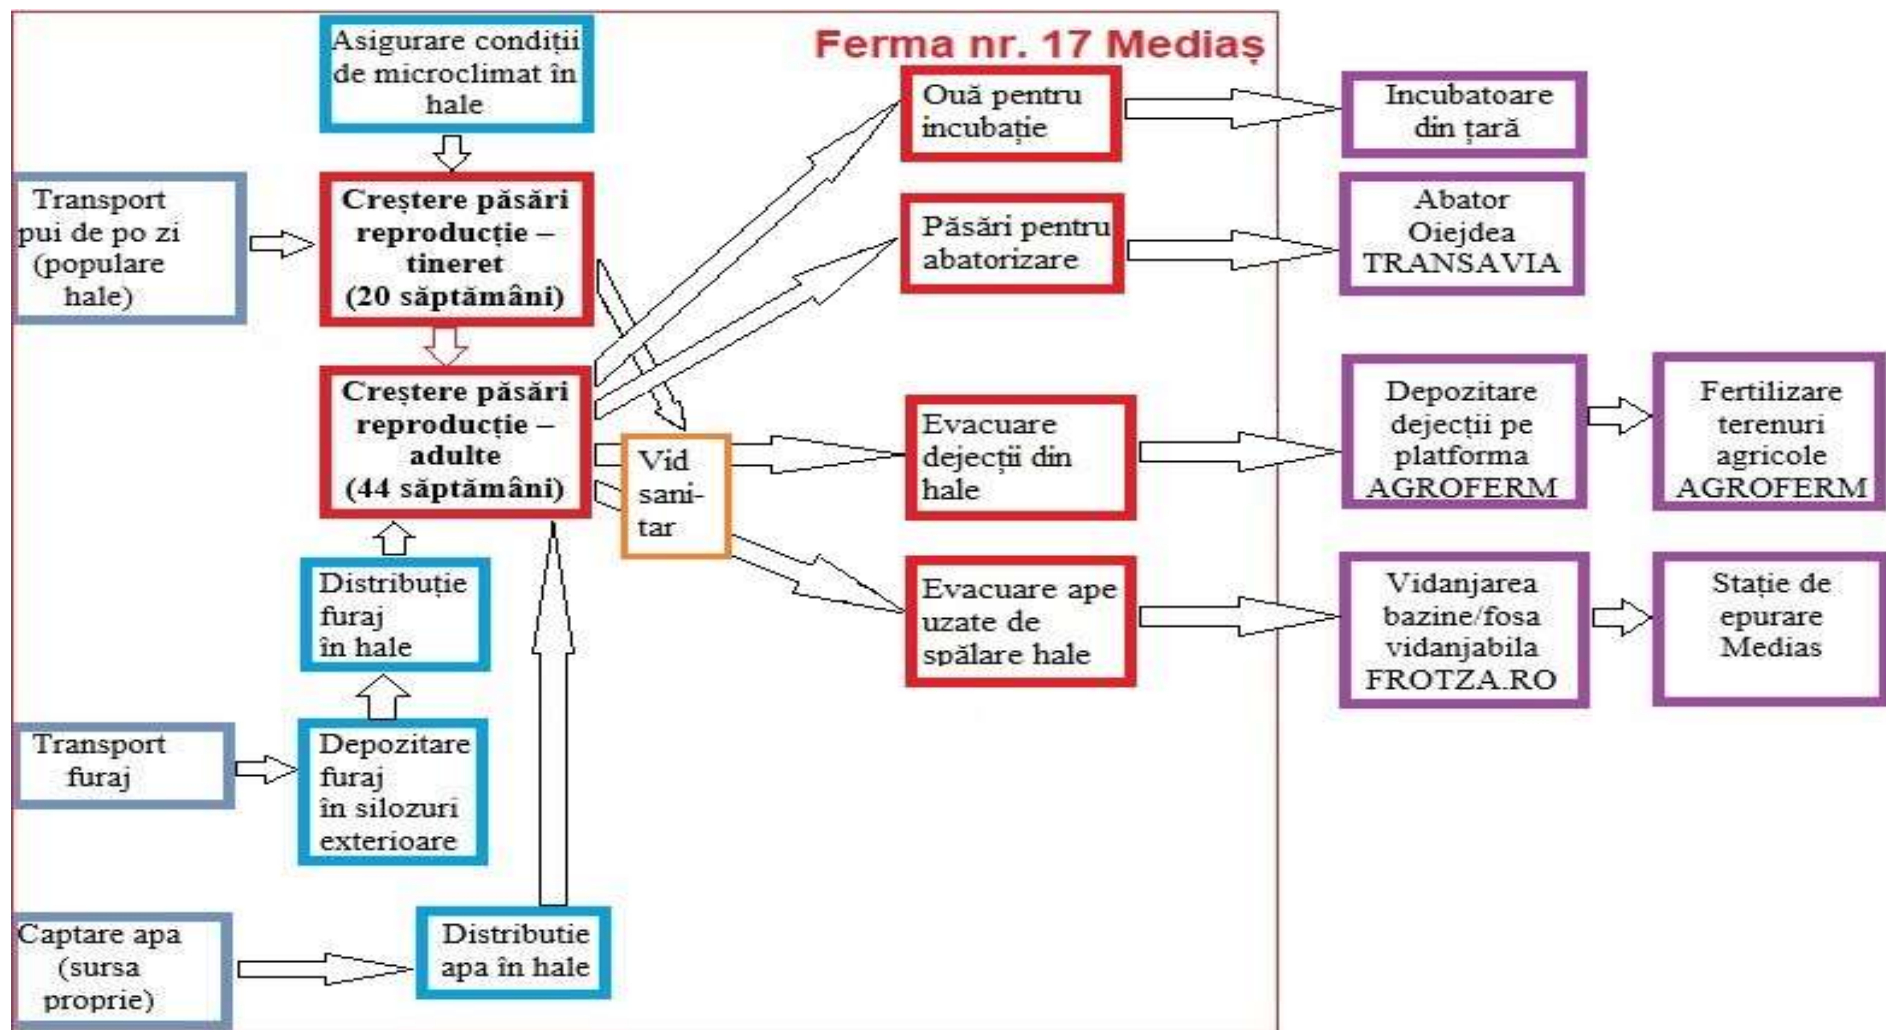 Ferma nr. 17 Mediaș
Asigurare condiții
de microclimat în
hale
Transport
pui de po zi
(populare
hale)
Creștere păsări
reproducție –
tineret
(20 săptămâni)
Creștere păsări
reproducție –
adulte
(44 săptămâni)
Distribuție
furaj
în hale
Transport
furaj
Depozitare
furaj
în silozuri
exterioare
Captare apa
(sursa
proprie)
Distributie
apa în hale
Vid
sani-
tar
Ouă pentru
incubație
Incubatoare
din țară
Păsări pentru
abatorizare
Abator
Oiejdea
TRANSAVIA
Evacuare
dejecții din
hale
Depozitare
dejecții pe
platforma
AGROFERM
Fertilizare
terenuri
agricole
AGROFERM
Evacuare ape
uzate de
spălare hale
Vidanjarea
bazine/fosa
vidanjabila
FROTZA.RO
Stație de
epurare
Medias